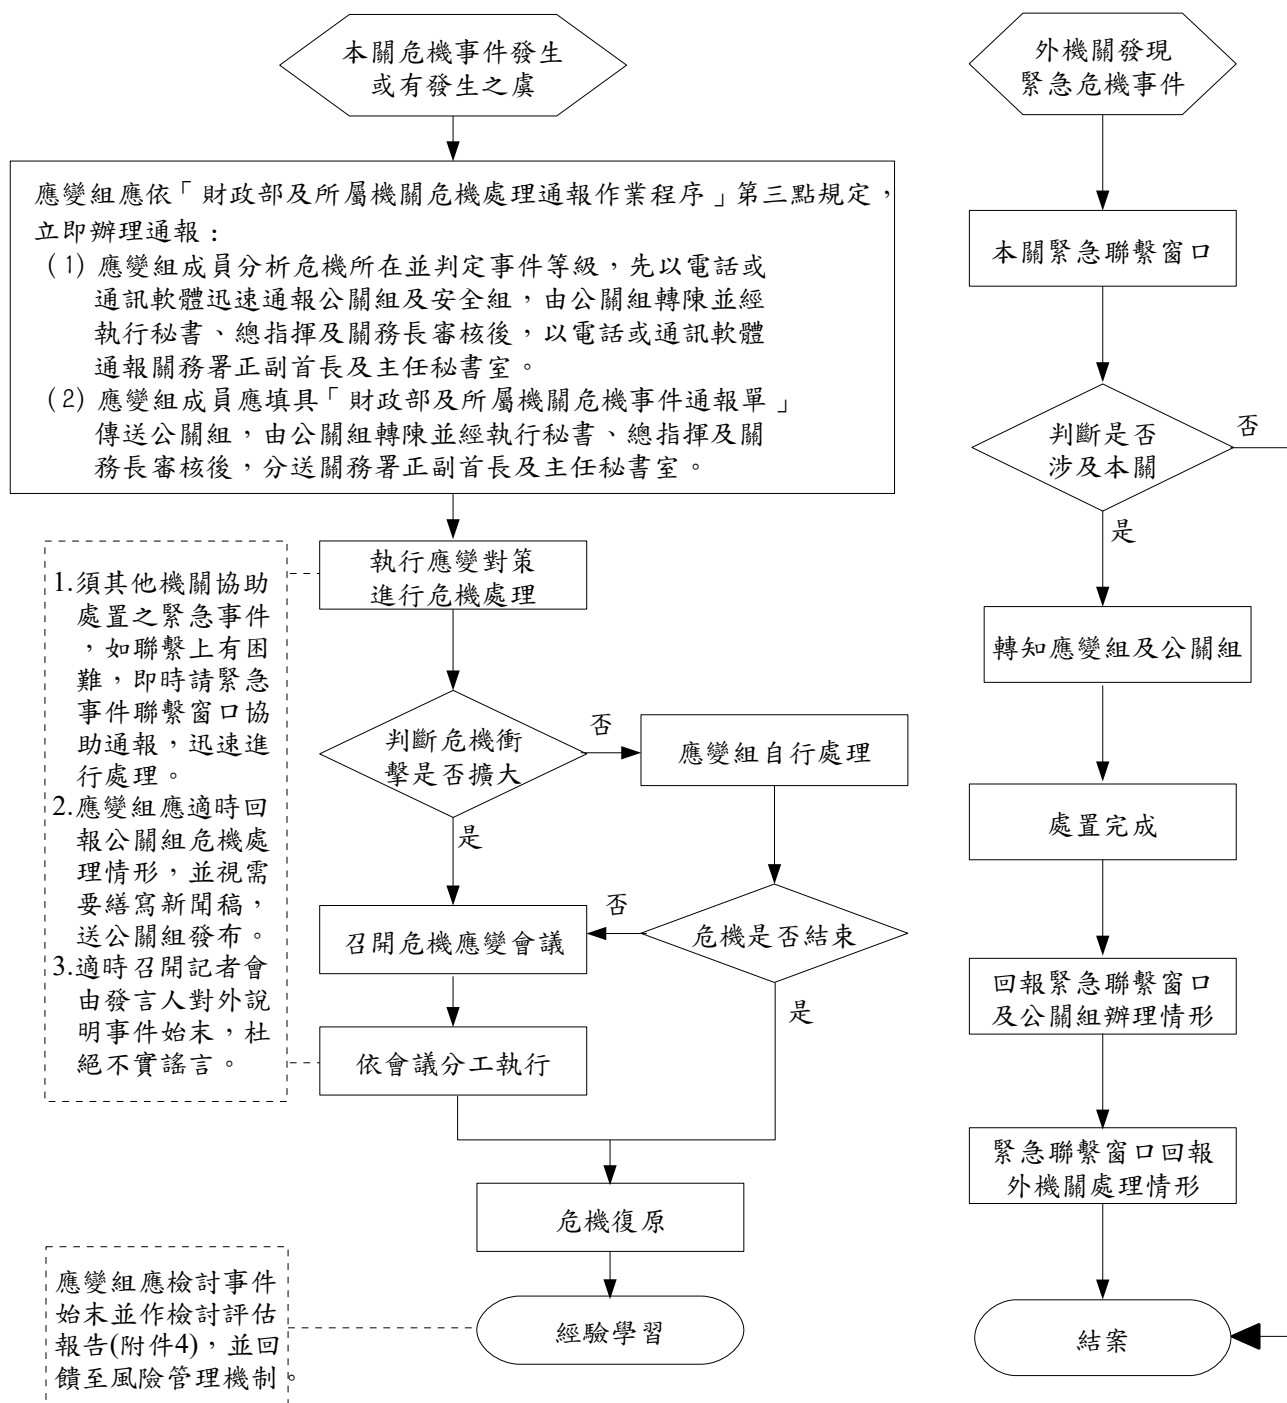 本關危機事件發生
或有發生之虞
應變組應依「財政部及所屬機關危機處理通報作業程序」第三點規定，
立即辦理通報：
(1) 應變組成員分析危機所在並判定事件等級，先以電話或
通訊軟體迅速通報公關組及安全組，由公關組轉陳並經
執行秘書、總指揮及關務長審核後，以電話或通訊軟體
通報關務署正副首長及主任秘書室。
(2) 應變組成員應填具「財政部及所屬機關危機事件通報單」
傳送公關組，由公關組轉陳並經執行秘書、總指揮及關
務長審核後，分送關務署正副首長及主任秘書室。
執行應變對策
進行危機處理
1.須其他機關協助
處置之緊急事件
，如聯繫上有困
難，即時請緊急
事件聯繫窗口協
助通報，迅速進
行處理。
2.應變組應適時回
報公關組危機處
理情形，並視需
要繕寫新聞稿，
送公關組發布。
3.適時召開記者會
由發言人對外說
明事件始末，杜
絕不實謠言。
判斷危機衝
擊是否擴大
否
應變組自行處理
是
召開危機應變會議
否
危機是否結束
是
依會議分工執行
危機復原
經驗學習
應變組應檢討事件
始末並作檢討評估
報告(附件4)，並回
饋至風險管理機制。
外機關發現
緊急危機事件
本關緊急聯繫窗口
判斷是否
涉及本關
否
是
轉知應變組及公關組
處置完成
回報緊急聯繫窗口
及公關組辦理情形
緊急聯繫窗口回報
外機關處理情形
結案